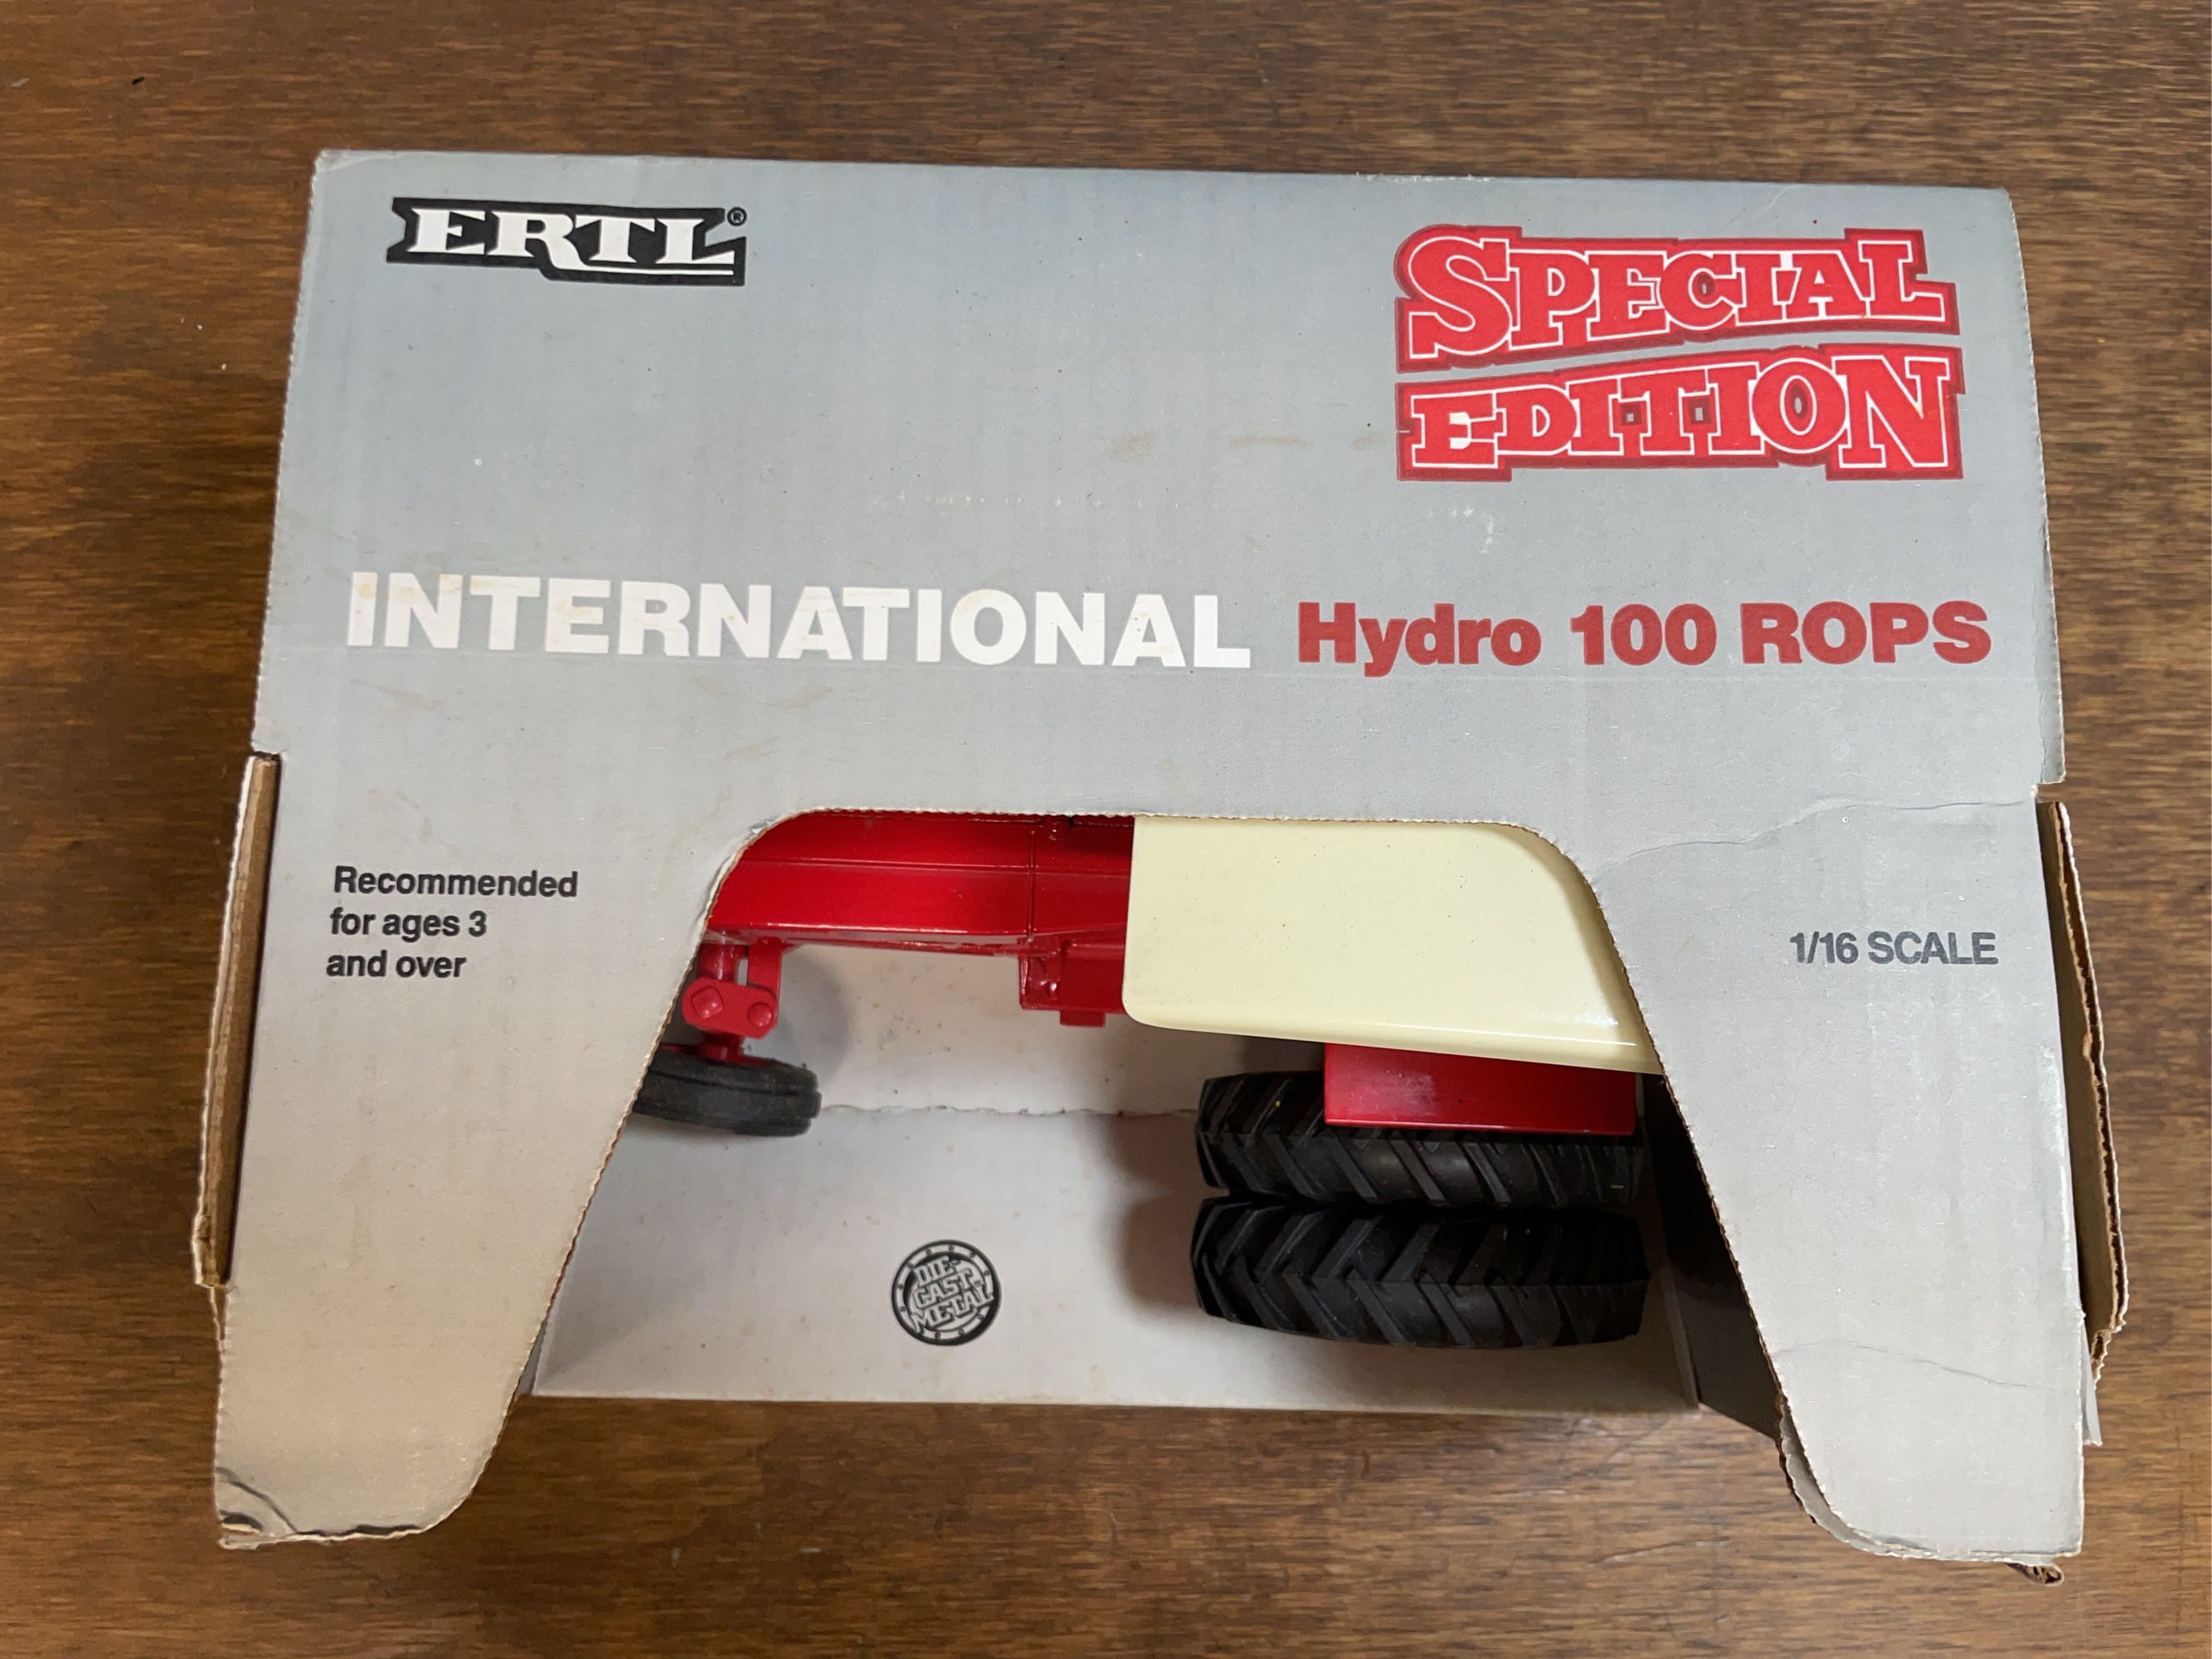 ERTL®
SPECIAL
EDITION
INTERNATIONAL Hydro 100 ROPS
Recommended
for ages 3
and over
1/16 SCALE
DIE-
CAST
METAL